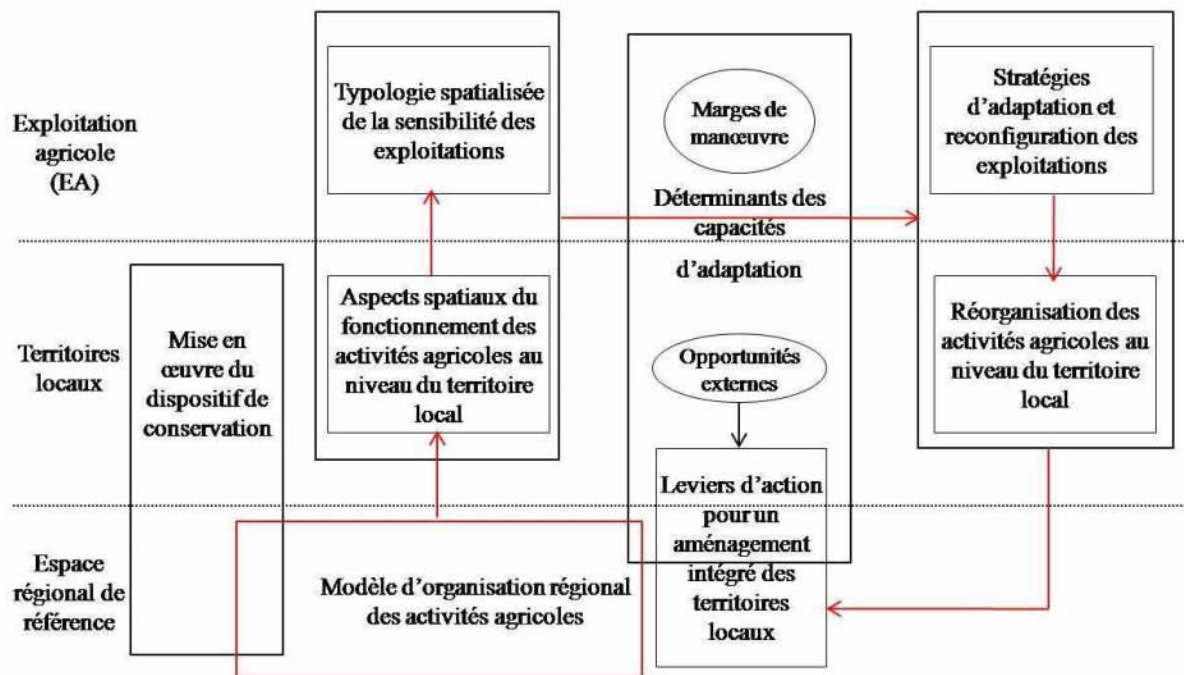 Exploitation
agricole
(EA)
Typologie spatialisée
de la sensibilité des
exploitations
Marges de
manœuvre
Stratégies
d'adaptation et
reconfiguration des
exploitations
Déterminants des
capacités
d'adaptation
Territoires
locaux
Mise en
œuvre du
dispositif de
conservation
Aspects spatiaux du
fonctionnement des
activités agricoles au
niveau du territoire
local
Opportunités
externes
Réorganisation des
activités agricoles au
niveau du territoire
local
Espace
régional de
référence
Modèle d'organisation régional
des activités agricoles
Leviers d'action
pour un
aménagement
intégré des
territoires
locaux